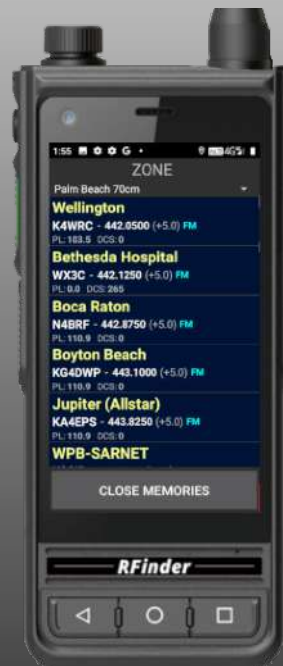 1:55
G
4G
ZONE
Palm Beach 70cm
Wellington
K4WRC - 442.0500 (+5.0) FM
PL:103.5 DCS:0
Bethesda Hospital
WX3C - 442.1250 (+5.0) FM
PL:0.0 DCS:265
Boca Raton
N4BRF - 442.8750 (+5.0) FM
PL:110.9 DCS:0
Boyton Beach
KG4DWP - 443.1000 (+5.0) FM
PL:110.9 DCS:0
Jupiter (Allstar)
KA4EPS - 443.8250 (+5.0) FM
PL:110.9 DCS:0
WPB-SARNET
CLOSE MEMORIES
RFinder